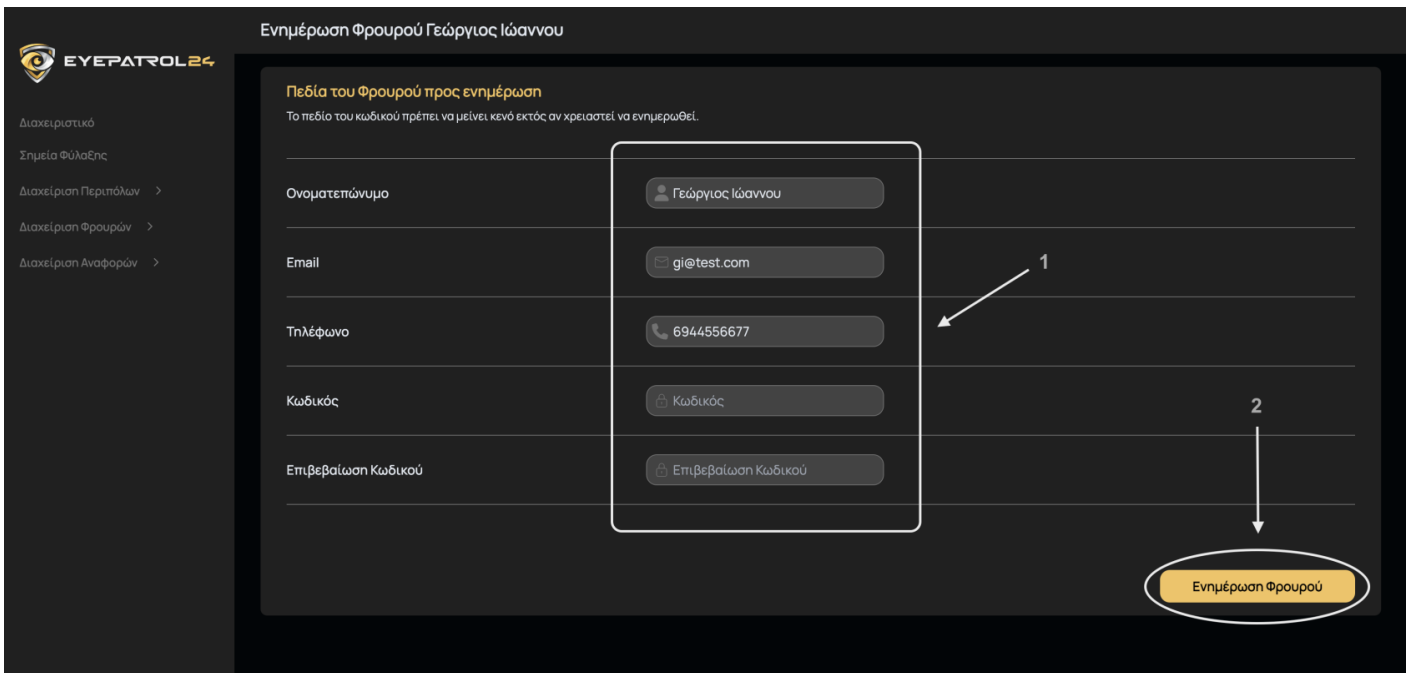 Ενημέρωση Φρουρού Γεώργιος Ιώαννου
EYEPATROL24
Διαχειριστικό
Σημεία Φύλαξης
Διαχείριση Περιπόλων
Διαχείριση Φρουρών
Διαχείριση Αναφορών
Πεδία του Φρουρού προς ενημέρωση
Το πεδίο του κωδικού πρέπει να μείνει κενό εκτός αν χρειαστεί να ενημερωθεί.
Ονοματεπώνυμο Γεώργιος Ιώαννου
Email gi@test.com
1
Τηλέφωνο 6944556677
Κωδικός Κωδικός
2
Επιβεβαίωση Κωδικού Επιβεβαίωση Κωδικού
Ενημέρωση Φρουρού